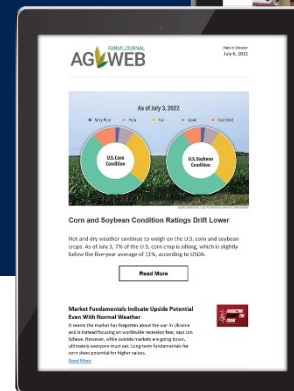 FARM JOURNAL
AGWEB
July 6, 2022
As of July 3, 2022
Very Poor Poor Fair Good Excellent
U.S. Corn
Condition
U.S. Soybean
Condition
Corn and Soybean Condition Ratings Drift Lower
Hot and dry weather continue to weigh on the U.S. corn and soybean
crops. As of July 3, 7% of the U.S. corn crop is silking, which is slightly
below the five-year average of 11%, according to USDA.
Read More
Market Fundamentals Indicate Upside Potential
Even With Normal Weather
It seems the market has forgotten about the war in Ukraine
and is instead focusing on worldwide recession fear, says Jon
Scheve. However, while outside markets are going down,
ultimately everyone must eat. Long-term fundamentals for
corn show potential for higher values.
Read More